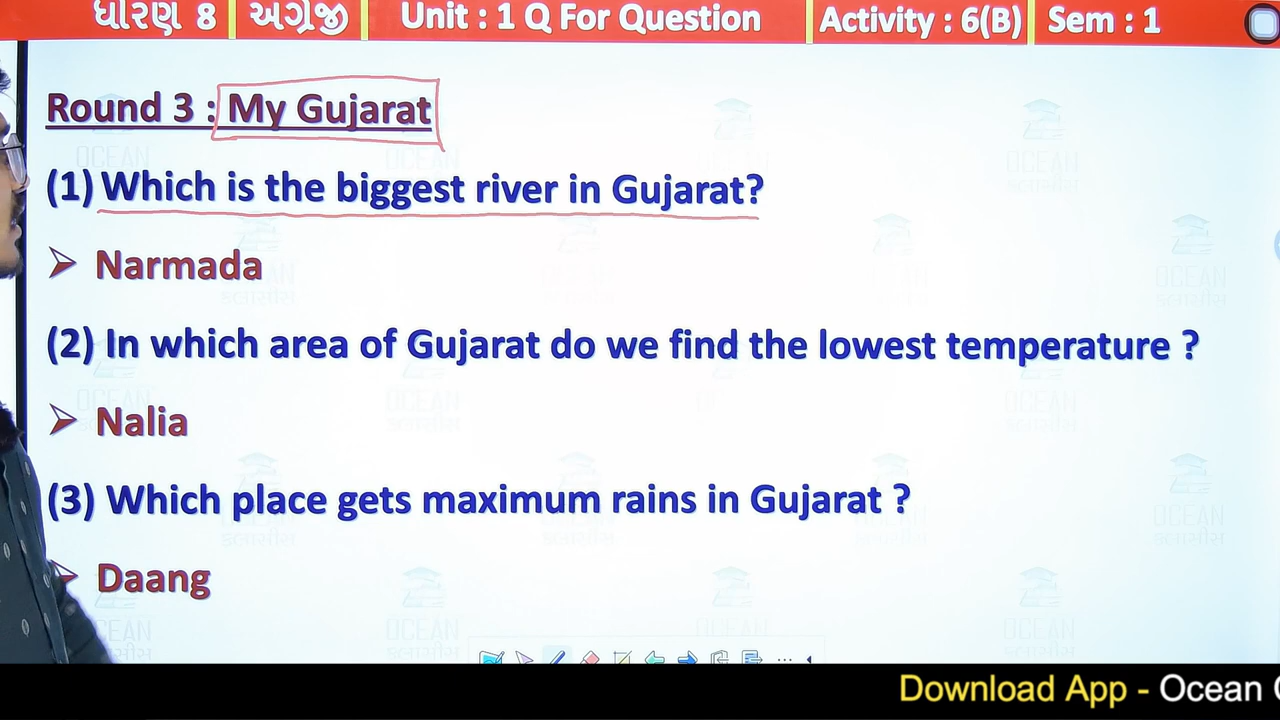 ધોરણ 8 અંગ્રેજી Unit : 1 Q For Question Activity : 6(B) Sem : 1
Round 3 : My Gujarat
(1) Which is the biggest river in Gujarat?
➢ Narmada
(2) In which area of Gujarat do we find the lowest temperature ?
➢ Nalia
(3) Which place gets maximum rains in Gujarat ?
➢ Daang
OCEAN
ક્લાસીસ
Download App - Ocean